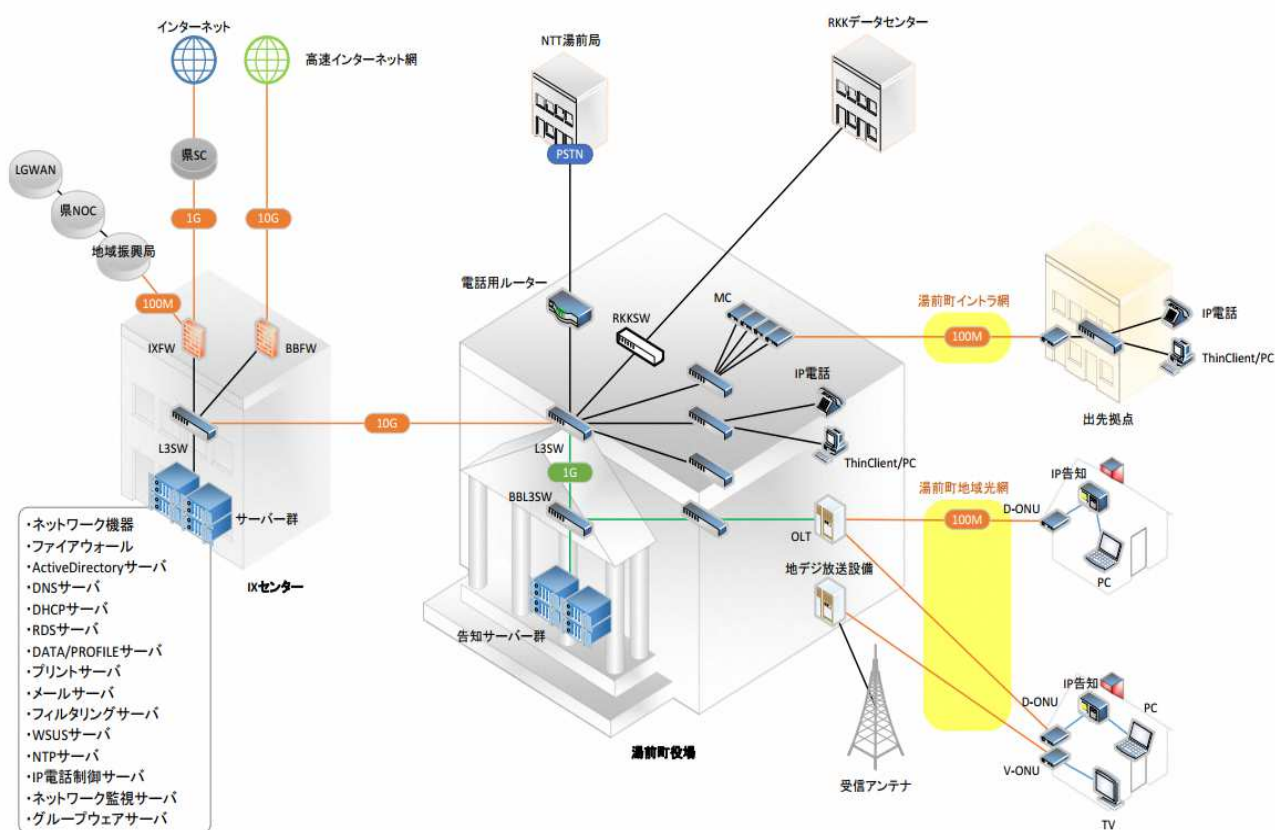 インターネット
高速インターネット網
NTT湯前局
RKKデータセンター
PSTN
県SC
LGWAN
県NOC
地域振興局
1G
10G
100M
IXFW
BBFW
L3SW
サーバー群
IXセンター
10G
電話用ルーター
RKKSW
MC
IP電話
ThinClient/PC
L3SW
1G
BBL3SW
OLT
地デジ放送設備
告知サーバー群
湯前町役場
受信アンテナ
湯前町イントラ網
100M
IP電話
ThinClient/PC
出先拠点
湯前町地域光網
100M
D-ONU
IP告知
PC
D-ONU
IP告知
PC
V-ONU
TV
・ネットワーク機器
・ファイアウォール
・ActiveDirectoryサーバ
・DNSサーバ
・DHCPサーバ
・RDSサーバ
・DATA/PROFILEサーバ
・プリントサーバ
・メールサーバ
・フィルタリングサーバ
・WSUSサーバ
・NTPサーバ
・IP電話制御サーバ
・ネットワーク監視サーバ
・グループウェアサーバ